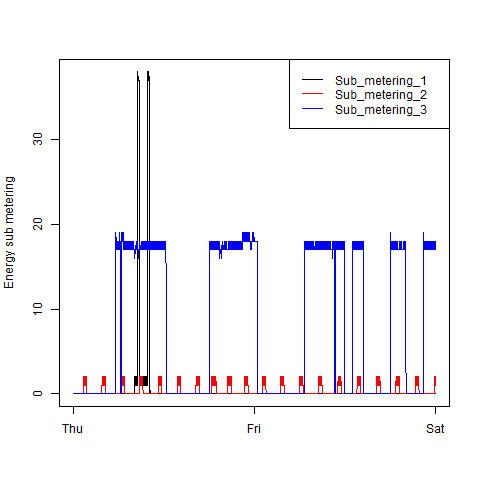 Sub_metering_1
Sub_metering_2
Sub_metering_3
Energy sub metering
30
20
10
0
Thu Fri Sat